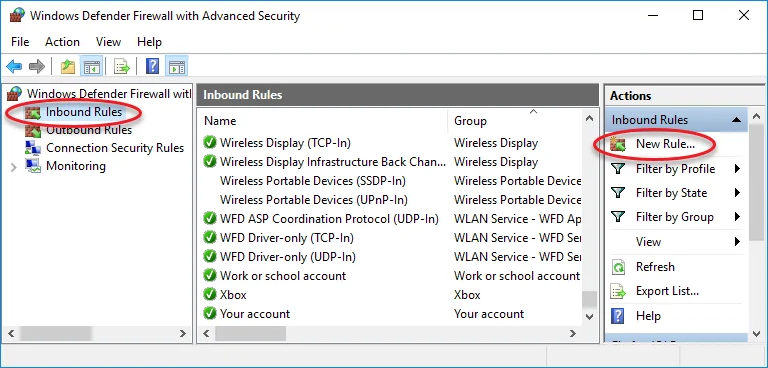 Windows Defender Firewall with Advanced Security
File Action View Help
Windows Defender Firewall with
Inbound Rules
Outbound Rules
Connection Security Rules
Monitoring
Inbound Rules
Name Group
Wireless Display (TCP-In) Wireless Display
Wireless Display Infrastructure Back Chan... Wireless Display
Wireless Portable Devices (SSDP-In) Wireless Portable Device
Wireless Portable Devices (UPnP-In) Wireless Portable Device
WFD ASP Coordination Protocol (UDP-In) WLAN Service - WFD Ap
WFD Driver-only (TCP-In) WLAN Service - WFD Se
WFD Driver-only (UDP-In) WLAN Service - WFD Se
Work or school account Work or school account
Xbox Xbox
Your account Your account
Actions
Inbound Rules
New Rule...
Filter by Profile
Filter by State
Filter by Group
View
Refresh
Export List...
Help